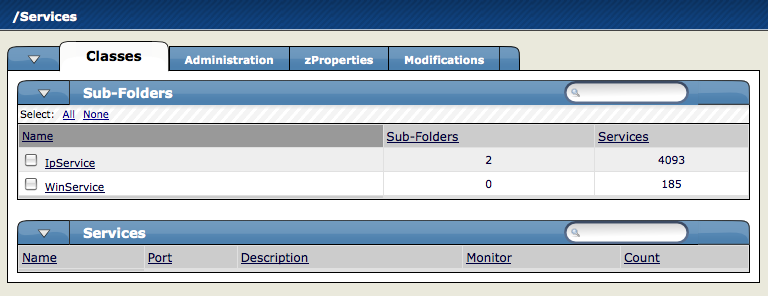 /Services
Classes Administration zProperties Modifications
Sub-Folders
Select: All None
Name Sub-Folders Services
IpService 2 4093
WinService 0 185
Services
Name Port Description Monitor Count